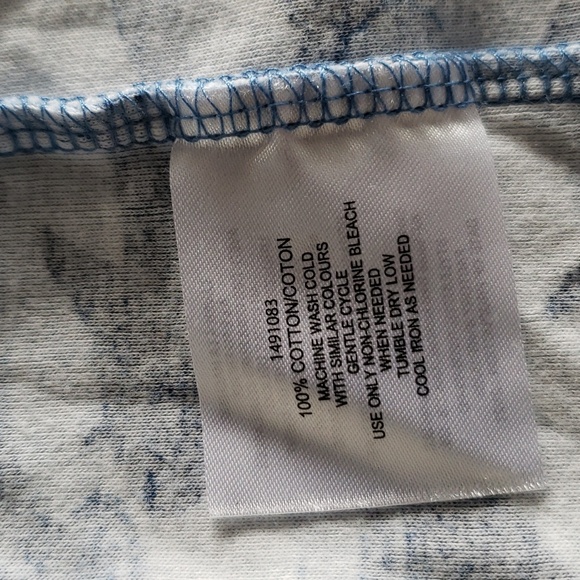 1491083
100% COTTON/COTON
MACHINE WASH COLD
WITH SIMILAR COLOURS
GENTLE CYCLE
USE ONLY NON-CHLORINE BLEACH
WHEN NEEDED
TUMBLE DRY LOW
COOL IRON AS NEEDED